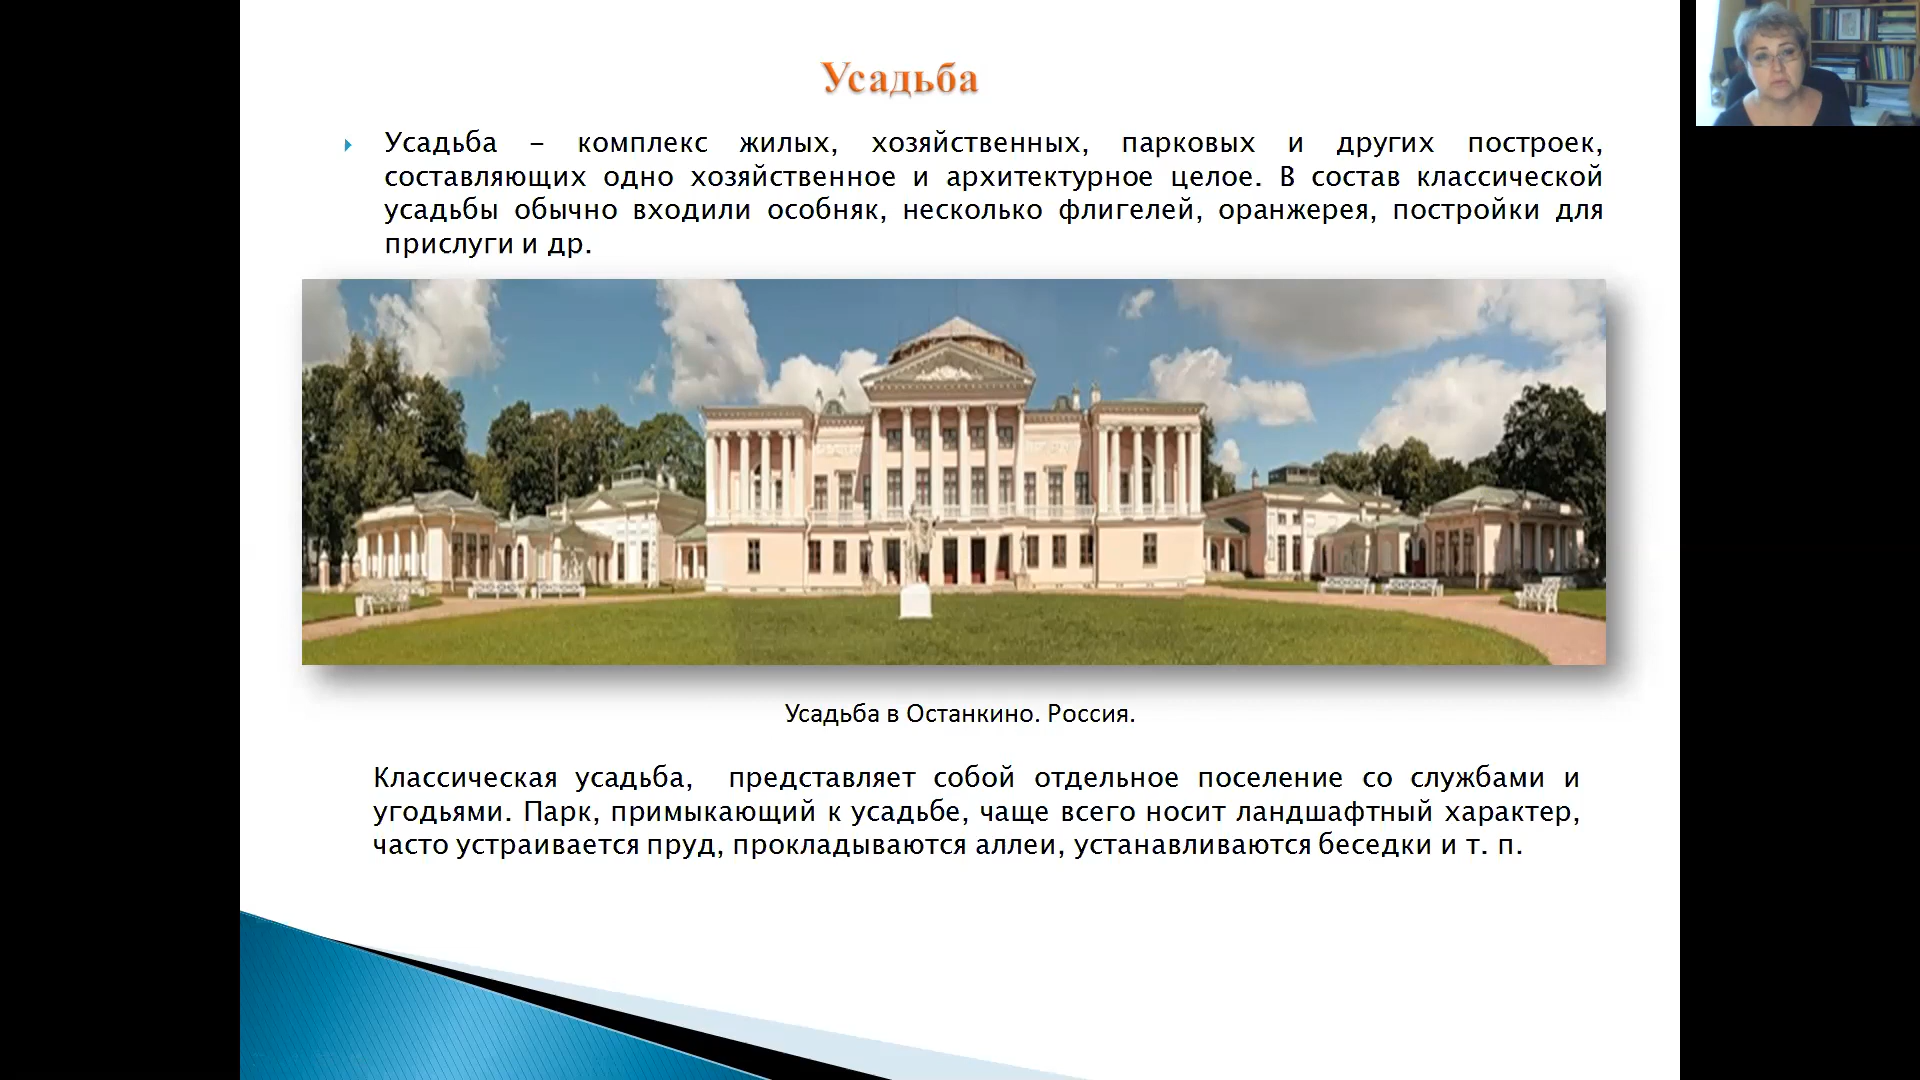 Усадьба
Усадьба – комплекс жилых, хозяйственных, парковых и других построек,
составляющих одно хозяйственное и архитектурное целое. В состав классической
усадьбы обычно входили особняк, несколько флигелей, оранжерея, постройки для
прислуги и др.
Усадьба в Останкино. Россия.
Классическая усадьба, представляет собой отдельное поселение со службами и
угодьями. Парк, примыкающий к усадьбе, чаще всего носит ландшафтный характер,
часто устраивается пруд, прокладываются аллеи, устанавливаются беседки и т. п.